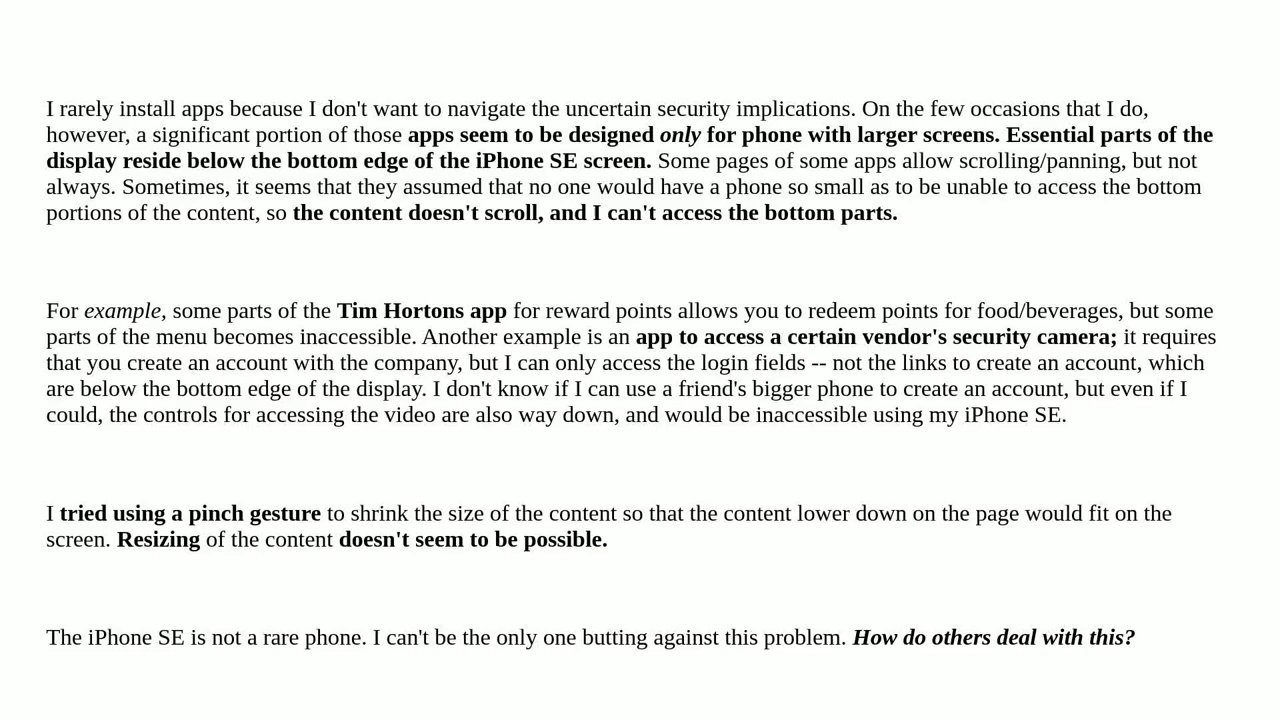 I rarely install apps because I don't want to navigate the uncertain security implications. On the few occasions that I do,
however, a significant portion of those apps seem to be designed only for phone with larger screens. Essential parts of the
display reside below the bottom edge of the iPhone SE screen. Some pages of some apps allow scrolling/panning, but not
always. Sometimes, it seems that they assumed that no one would have a phone so small as to be unable to access the bottom
portions of the content, so the content doesn't scroll, and I can't access the bottom parts.
For example, some parts of the Tim Hortons app for reward points allows you to redeem points for food/beverages, but some
parts of the menu becomes inaccessible. Another example is an app to access a certain vendor's security camera; it requires
that you create an account with the company, but I can only access the login fields -- not the links to create an account, which
are below the bottom edge of the display. I don't know if I can use a friend's bigger phone to create an account, but even if I
could, the controls for accessing the video are also way down, and would be inaccessible using my iPhone SE.
I tried using a pinch gesture to shrink the size of the content so that the content lower down on the page would fit on the
screen. Resizing of the content doesn't seem to be possible.
The iPhone SE is not a rare phone. I can't be the only one butting against this problem. How do others deal with this?